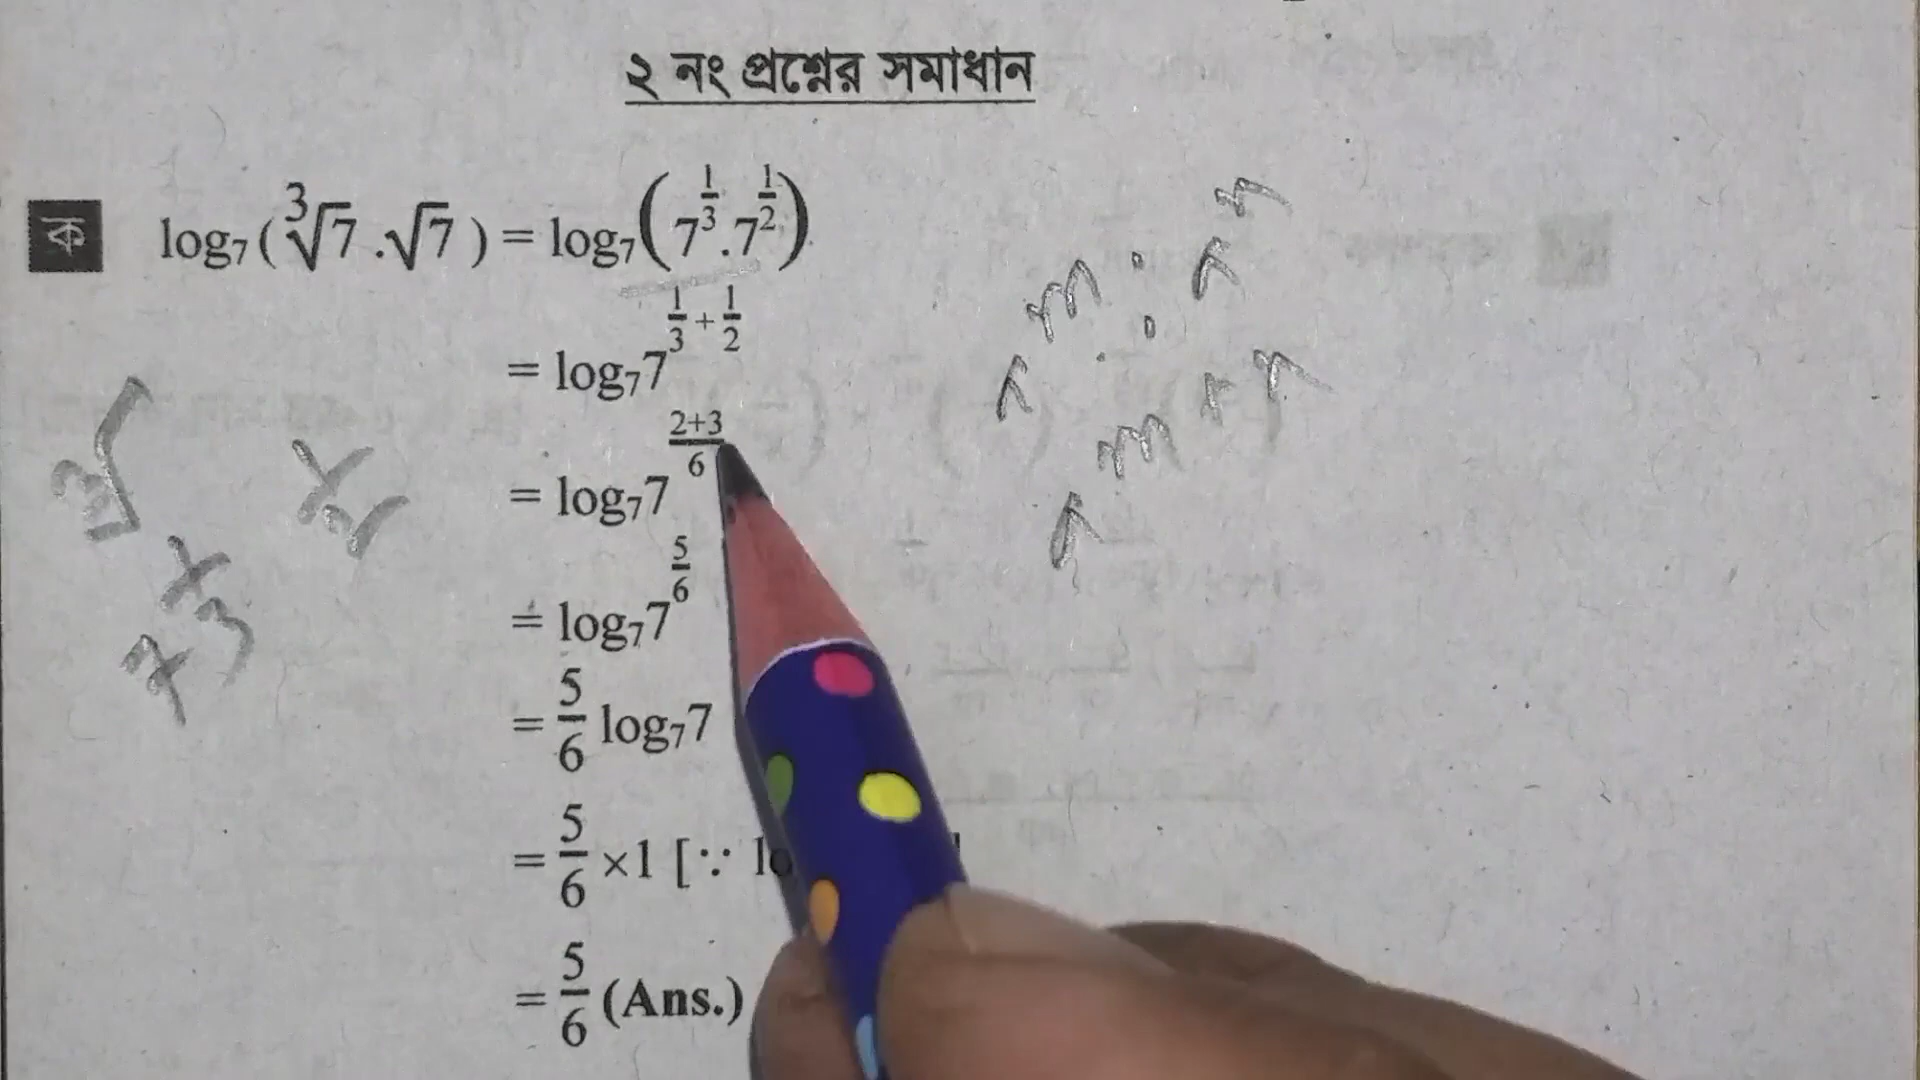 ২ নং প্রশ্নের সমাধান
ক log₇(∛7 .√7 ) = log₇(7^(1/3) . 7^(1/2))
= log₇7^(1/3 + 1/2)
= log₇7^((2+3)/6)
= log₇7^(5/6)
= 5/6 log₇7
= 5/6 ×1 [∵
= 5/6 (Ans.)